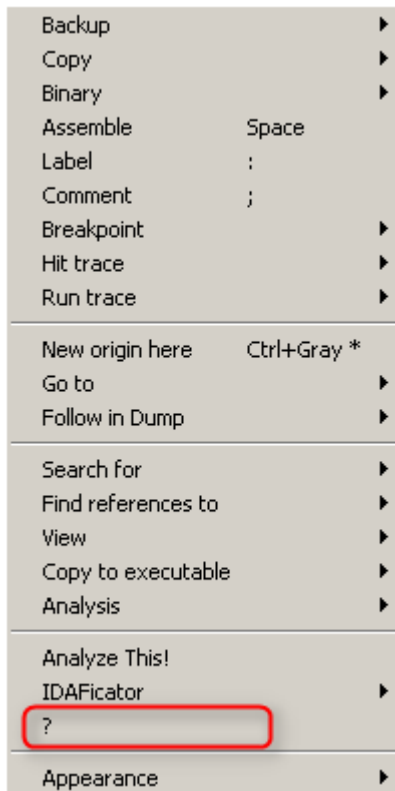 Backup
Copy
Binary
Assemble Space
Label :
Comment ;
Breakpoint
Hit trace
Run trace
New origin here Ctrl+Gray *
Go to
Follow in Dump
Search for
Find references to
View
Copy to executable
Analysis
Analyze This!
IDAFicator
?
Appearance